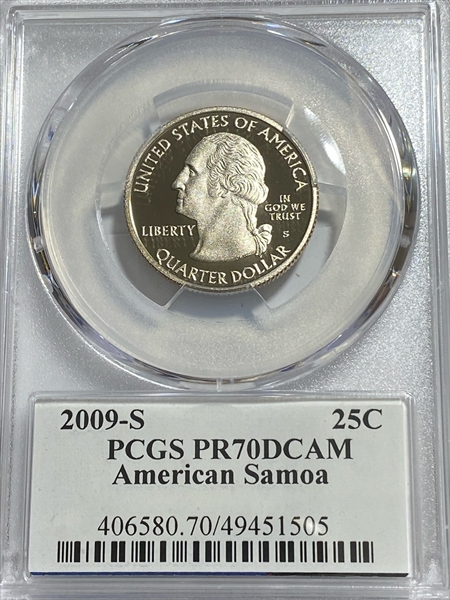 UNITED STATES OF AMERICA
IN
GOD WE
TRUST
LIBERTY
S
QUARTER DOLLAR
2009-S 25C
PCGS PR70DCAM
American Samoa
406580.70/49451505